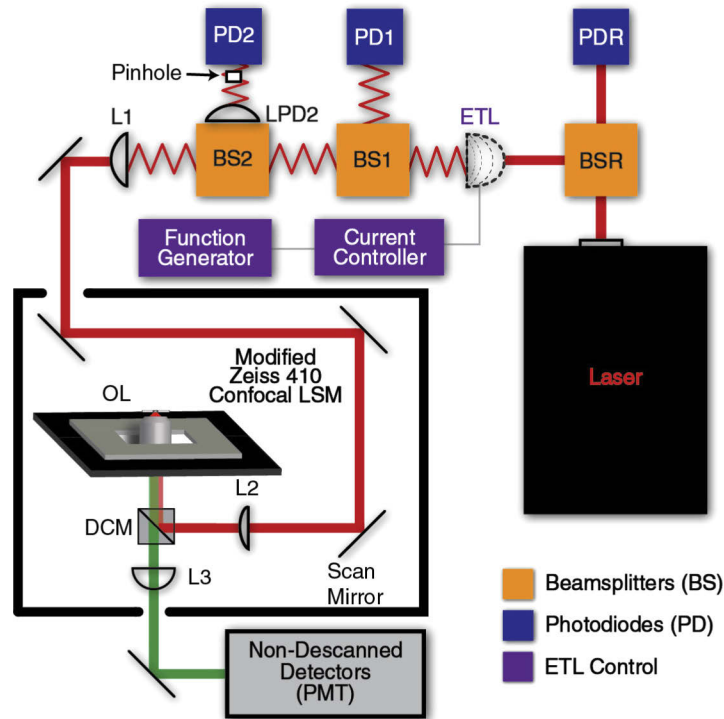 PD2
PD1
PDR
Pinhole
L1
LPD2
ETL
BS2
BS1
BSR
Function
Generator
Current
Controller
Modified
Zeiss 410
Confocal LSM
Laser
OL
L2
DCM
L3
Scan
Mirror
Beamsplitters (BS)
Photodiodes (PD)
ETL Control
Non-Descanned
Detectors
(PMT)